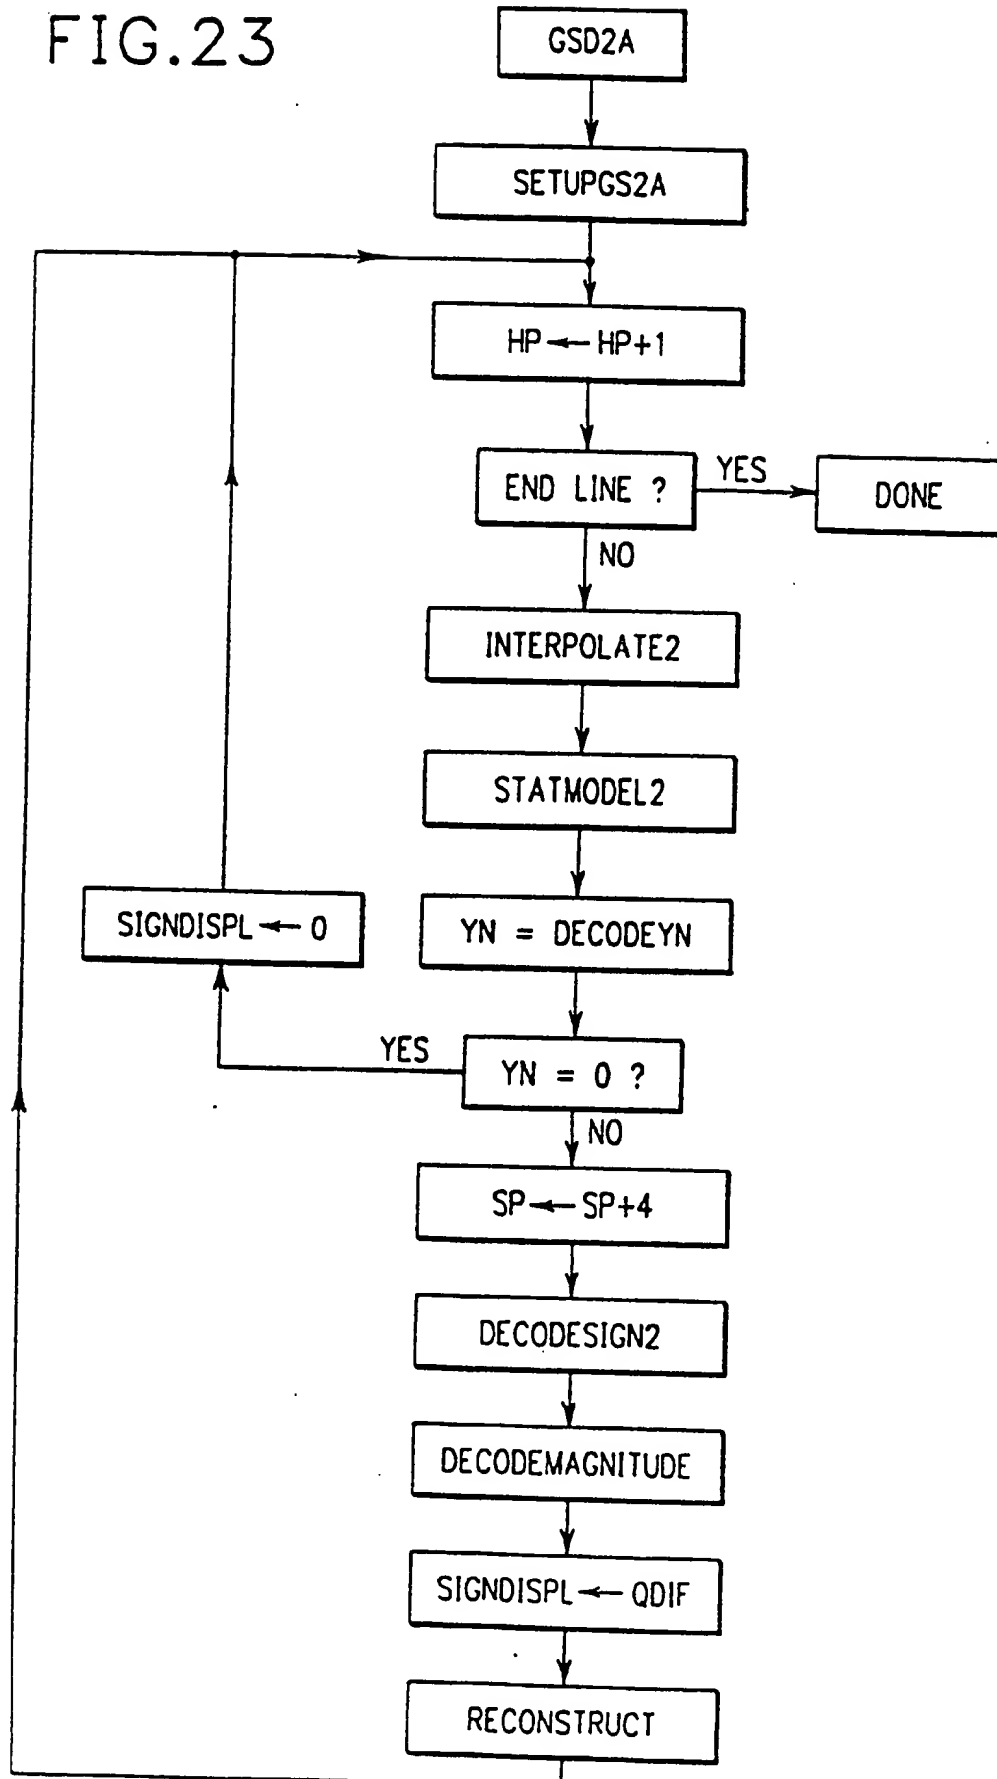 FIG.23
GSD2A
SETUPGS2A
HP ← HP+1
END LINE ?
YES
DONE
NO
INTERPOLATE2
STATMODEL2
SIGNDISPL ← 0
YN = DECODEYN
YES
YN = 0 ?
NO
SP ← SP+4
DECODESIGN2
DECODEMAGNITUDE
SIGNDISPL ← QDIF
RECONSTRUCT